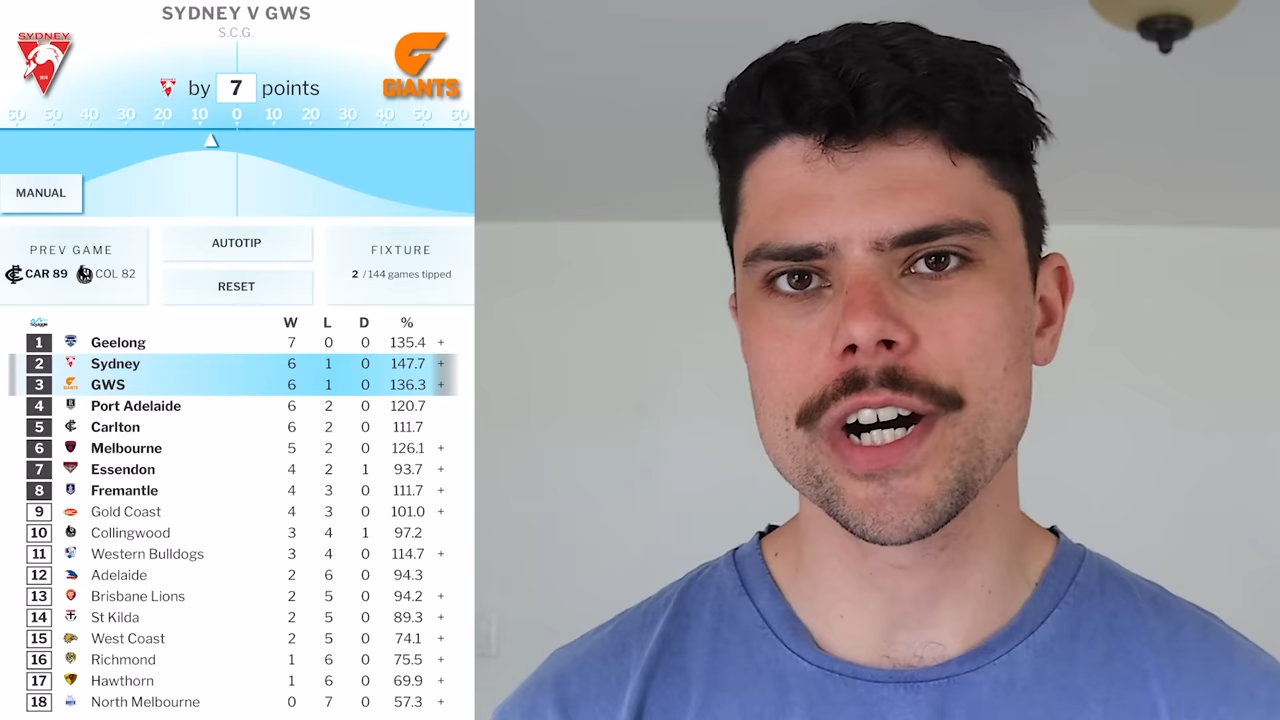 SYDNEY V GWS
S.C.G.
SYDNEY
GIANTS
by 7 points
60 50 40 30 20 10 0 10 20 30 40 50 60
MANUAL
PREV GAME
CAR 89 COL 82
AUTOTIP
RESET
FIXTURE
2 / 144 games tipped
W L D %
1 Geelong 7 0 0 135.4 +
2 Sydney 6 1 0 147.7 +
3 GWS 6 1 0 136.3 +
4 Port Adelaide 6 2 0 120.7
5 Carlton 6 2 0 111.7
6 Melbourne 5 2 0 126.1 +
7 Essendon 4 2 1 93.7 +
8 Fremantle 4 3 0 111.7 +
9 Gold Coast 4 3 0 101.0 +
10 Collingwood 3 4 1 97.2
11 Western Bulldogs 3 4 0 114.7 +
12 Adelaide 2 6 0 94.3
13 Brisbane Lions 2 5 0 94.2 +
14 St Kilda 2 5 0 89.3 +
15 West Coast 2 5 0 74.1 +
16 Richmond 1 6 0 75.5 +
17 Hawthorn 1 6 0 69.9 +
18 North Melbourne 0 7 0 57.3 +